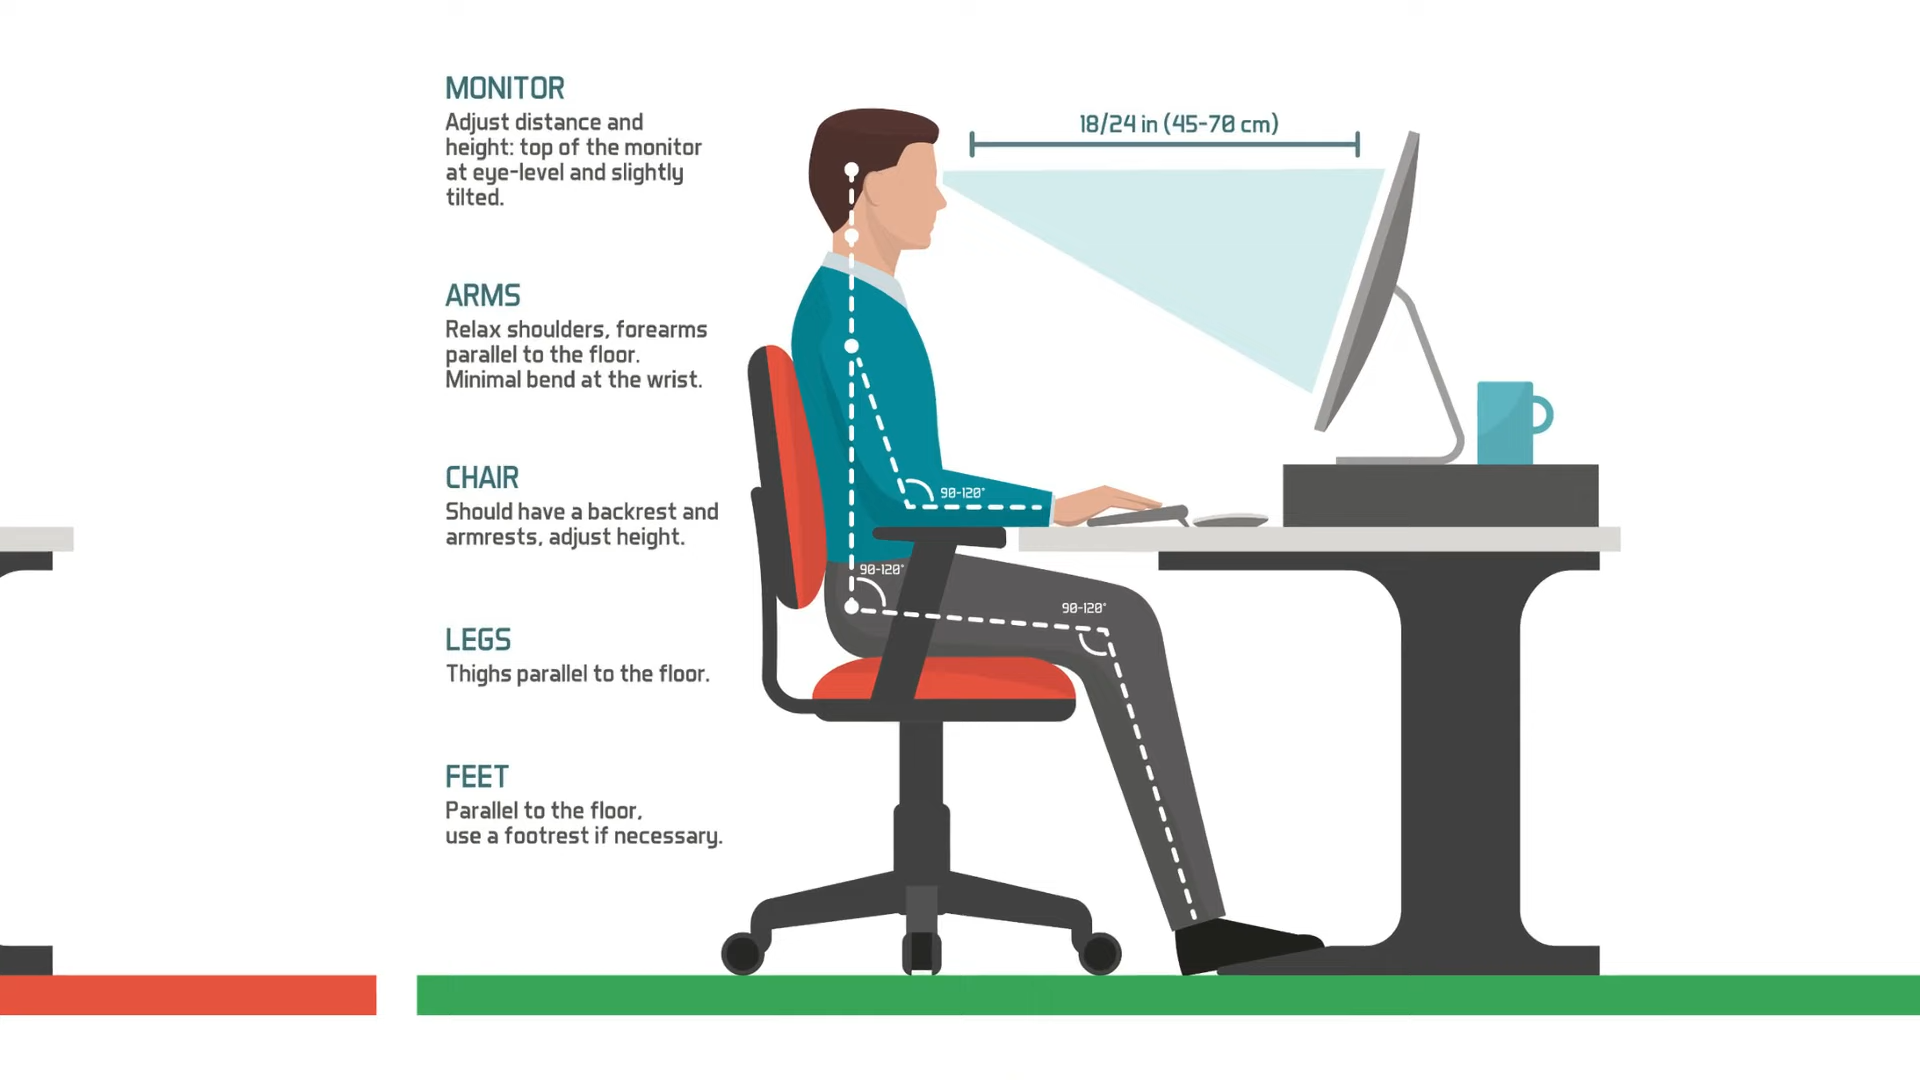 MONITOR
Adjust distance and
height: top of the monitor
at eye-level and slightly
tilted.
ARMS
Relax shoulders, forearms
parallel to the floor.
Minimal bend at the wrist.
CHAIR
Should have a backrest and
armrests, adjust height.
LEGS
Thighs parallel to the floor.
FEET
Parallel to the floor,
use a footrest if necessary.
18/24 in (45-70 cm)
90-120°
90-120°
90-120°